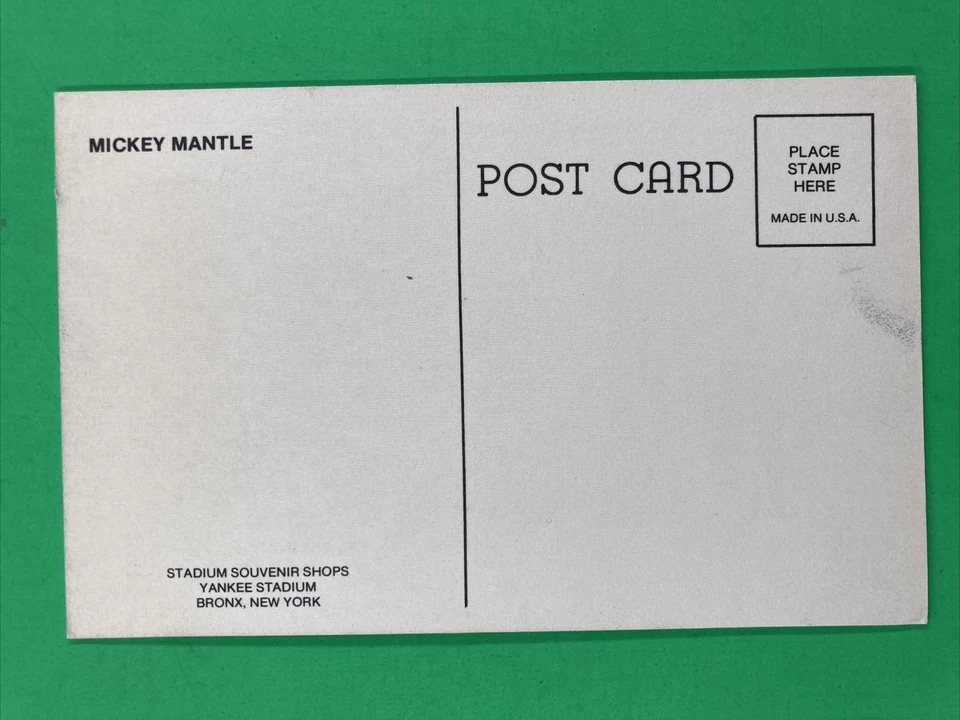 MICKEY MANTLE
POST CARD
PLACE
STAMP
HERE
MADE IN U.S.A.
STADIUM SOUVENIR SHOPS
YANKEE STADIUM
BRONX, NEW YORK